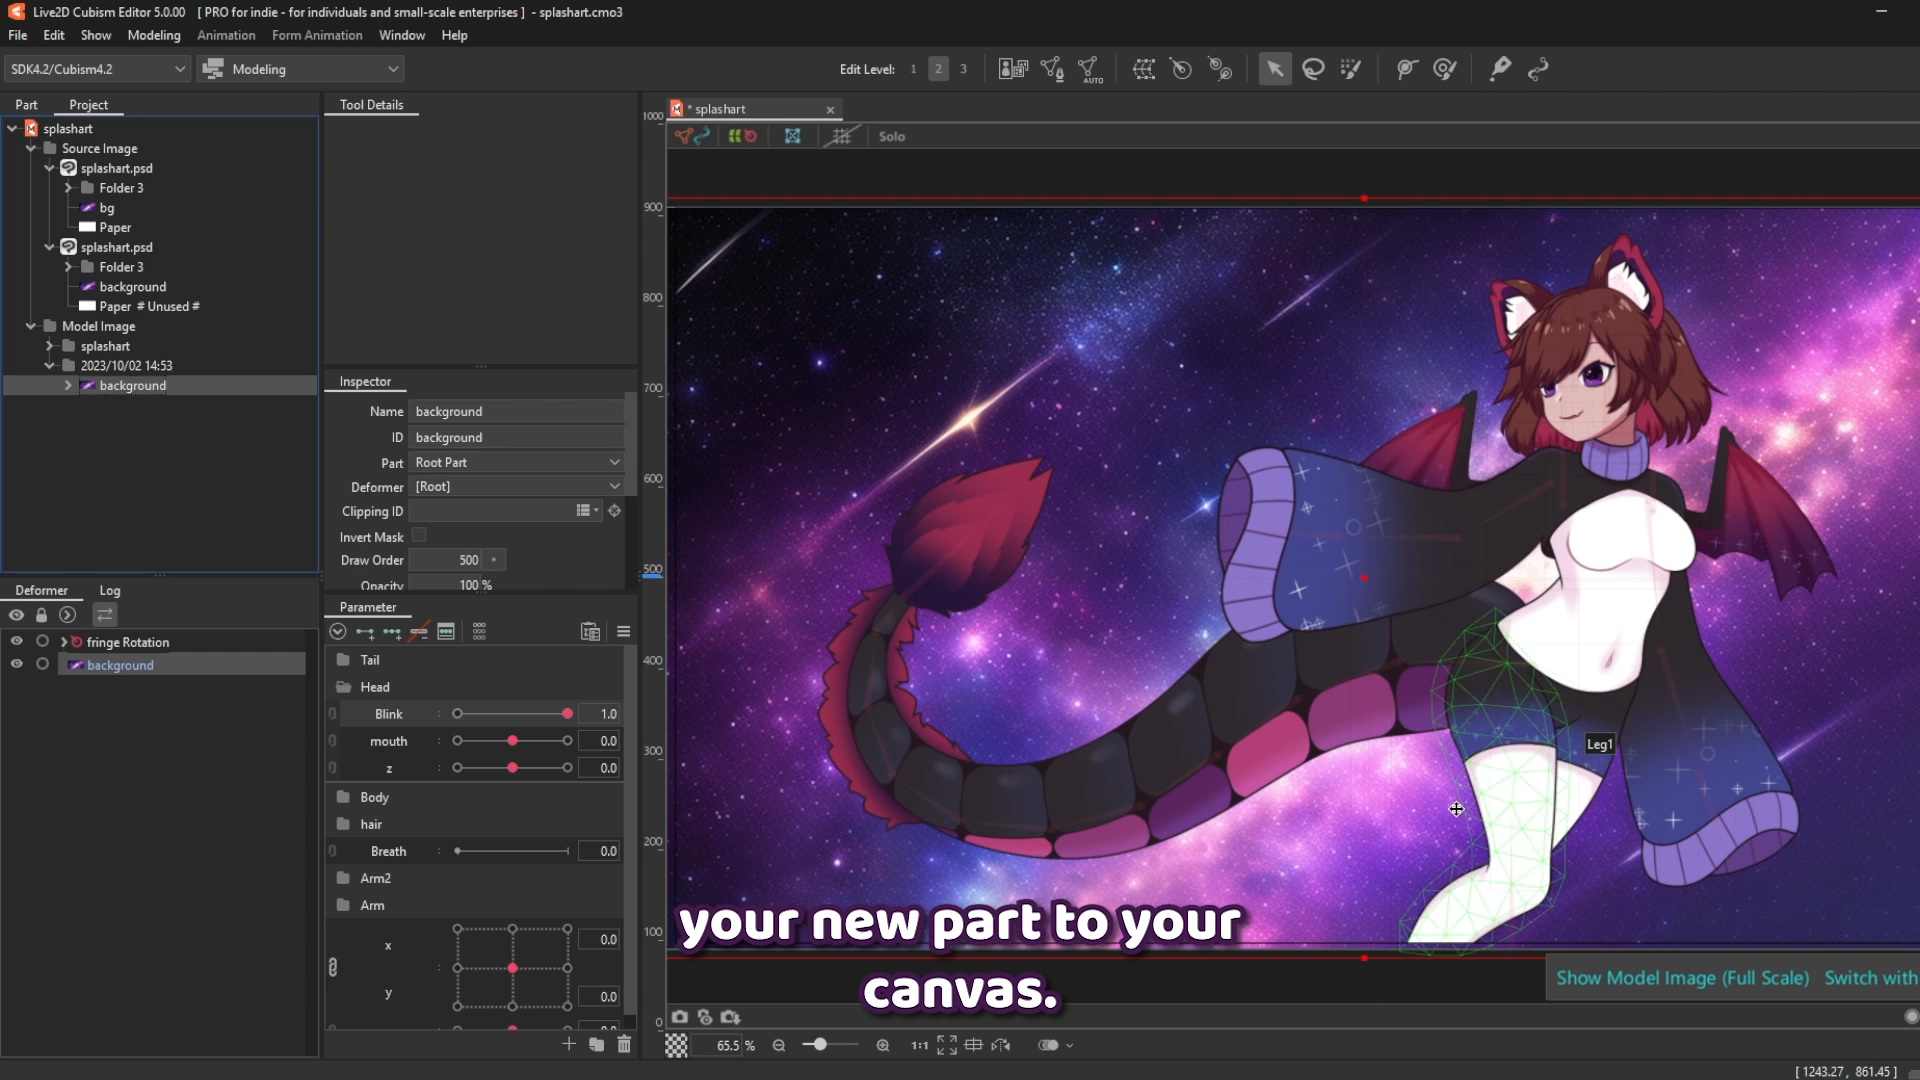 Live2D Cubism Editor 5.0.00 [ PRO for indie - for individuals and small-scale enterprises ] - splashart.cmo3
File Edit Show Modeling Animation Form Animation Window Help
SDK4.2/Cubism4.2 Modeling Edit Level: 1 2 3 AUTO
Part Project
splashart
Source Image
splashart.psd
Folder 3
bg
Paper
splashart.psd
Folder 3
background
Paper # Unused #
Model Image
splashart
2023/10/02 14:53
background
Deformer Log
fringe Rotation
background
Tool Details
Inspector
Name background
ID background
Part Root Part
Deformer [Root]
Clipping ID
Invert Mask
Draw Order 500
Opacity 100 %
Parameter
Tail
Head
Blink : 1.0
mouth : 0.0
z : 0.0
Body
hair
Breath : 0.0
Arm2
Arm
x 0.0
:
y 0.0
* splashart
Solo
1000
900
800
700
600
500
400
300
200
100
0
Leg1
your new part to your
canvas.
Show Model Image (Full Scale) Switch with
65.5 % 1:1
[ 1243.27 , 861.45 ]